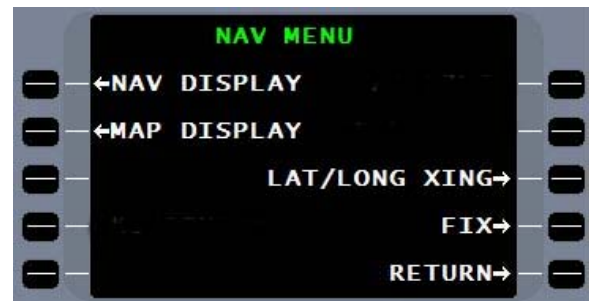 NAV MENU
←NAV DISPLAY
←MAP DISPLAY
LAT/LONG XING→
FIX→
RETURN→